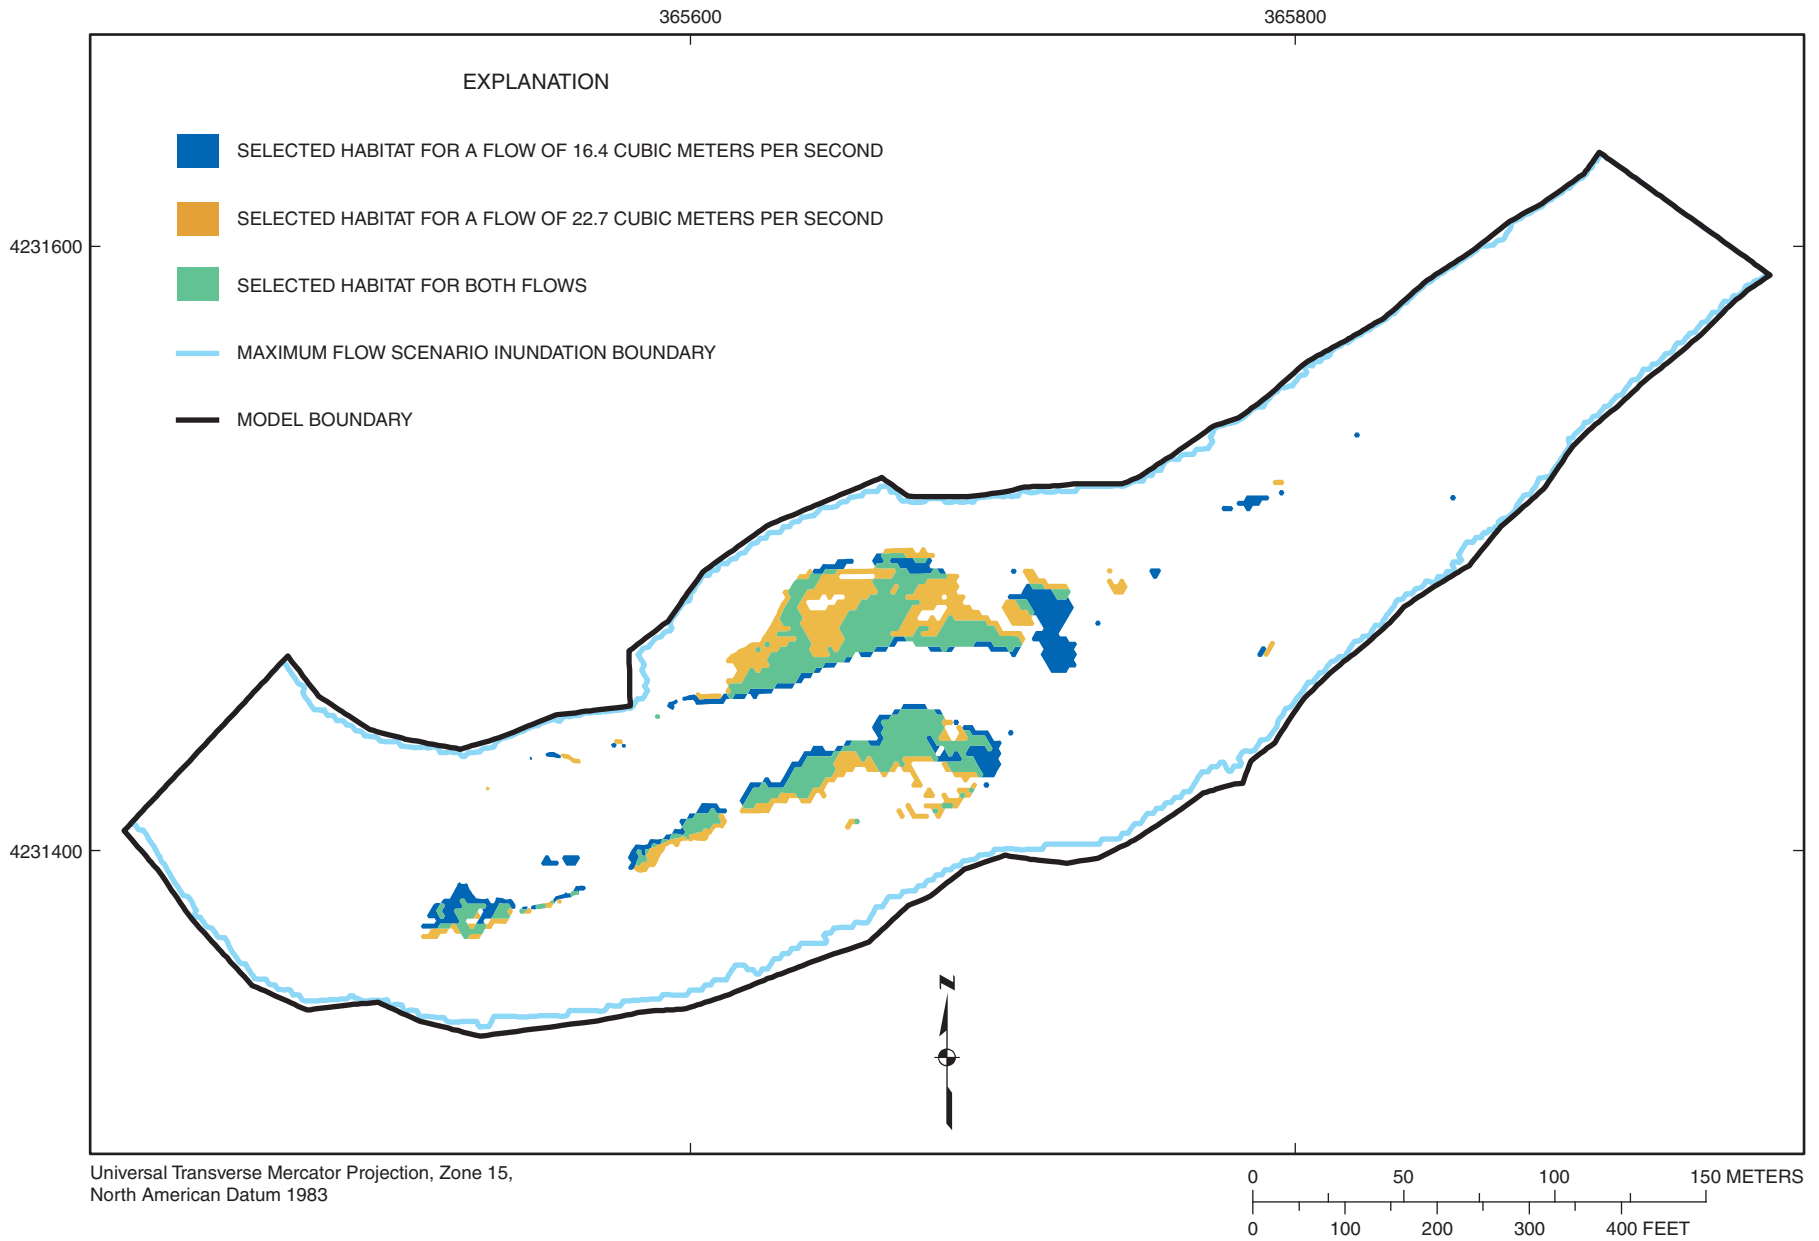 365600 365800
EXPLANATION
SELECTED HABITAT FOR A FLOW OF 16.4 CUBIC METERS PER SECOND
SELECTED HABITAT FOR A FLOW OF 22.7 CUBIC METERS PER SECOND
4231600
SELECTED HABITAT FOR BOTH FLOWS
MAXIMUM FLOW SCENARIO INUNDATION BOUNDARY
MODEL BOUNDARY
4231400
N
Universal Transverse Mercator Projection, Zone 15,
North American Datum 1983
0 50 100 150 METERS
0 100 200 300 400 FEET